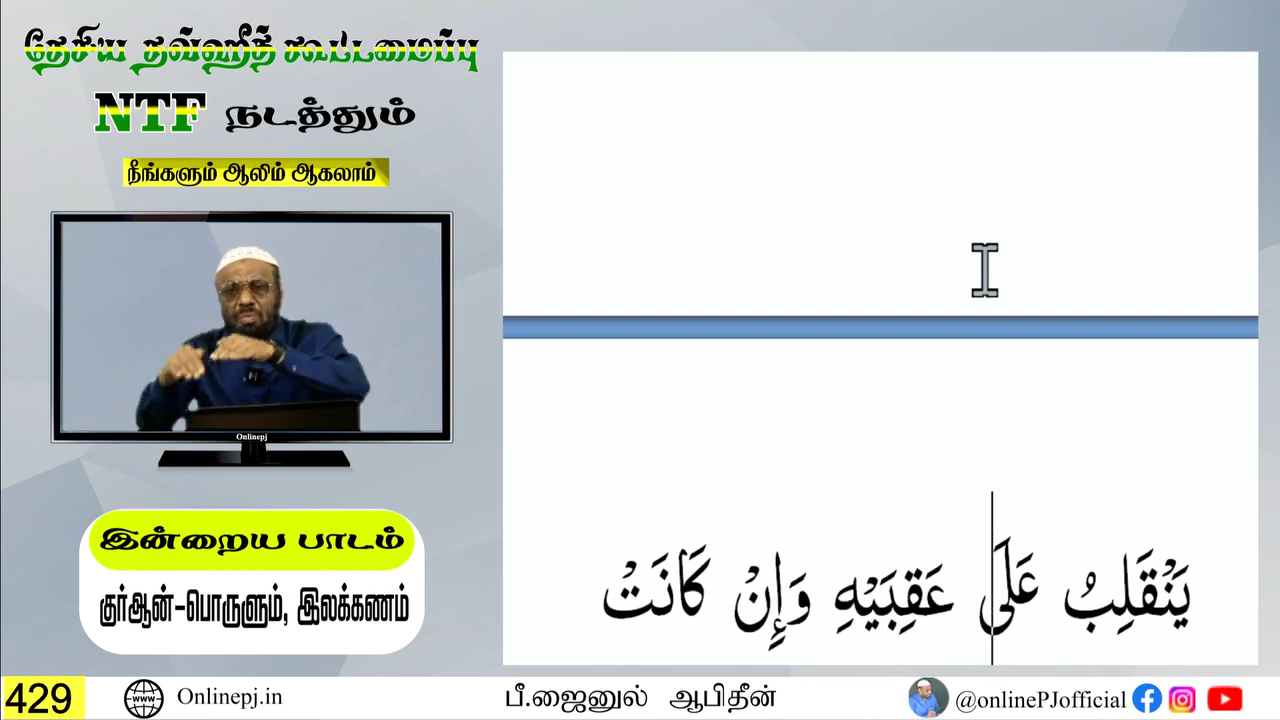 தேசிய தவ்ஹீத் கூட்டமைப்பு
NTF நடத்தும்
நீங்களும் ஆலிம் ஆகலாம்
Onlinepj
இன்றைய பாடம்
குர்ஆன்-பொருளும், இலக்கணம்
يَنْقَلِبُ عَلَى عَقِبَيْهِ وَإِنْ كَانَتْ
429 WWW Onlinepj.in பீ.ஜைனுல் ஆபிதீன் @onlinePJofficial